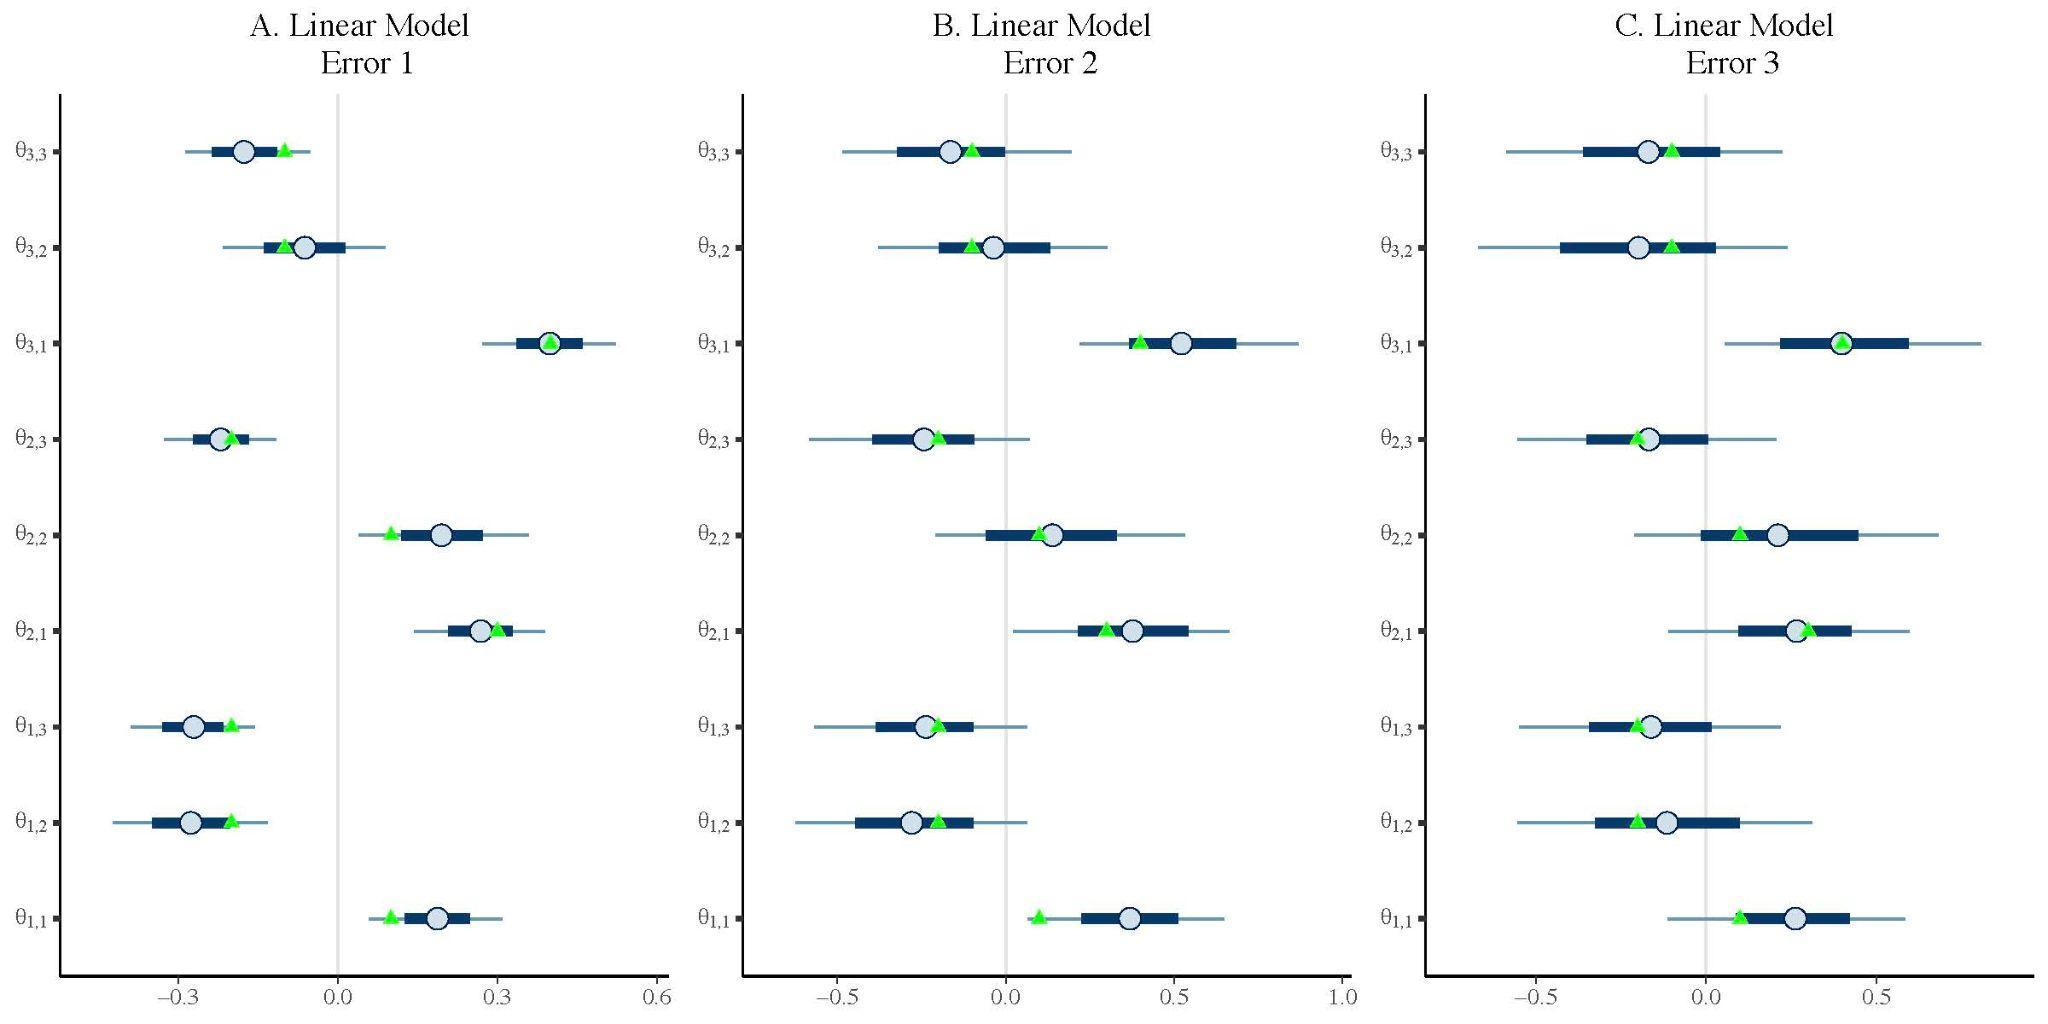 A. Linear Model
Error 1
θ3,3
θ3,2
θ3,1
θ2,3
θ2,2
θ2,1
θ1,3
θ1,2
θ1,1
−0.3 0.0 0.3 0.6
B. Linear Model
Error 2
θ3,3
θ3,2
θ3,1
θ2,3
θ2,2
θ2,1
θ1,3
θ1,2
θ1,1
−0.5 0.0 0.5 1.0
C. Linear Model
Error 3
θ3,3
θ3,2
θ3,1
θ2,3
θ2,2
θ2,1
θ1,3
θ1,2
θ1,1
−0.5 0.0 0.5